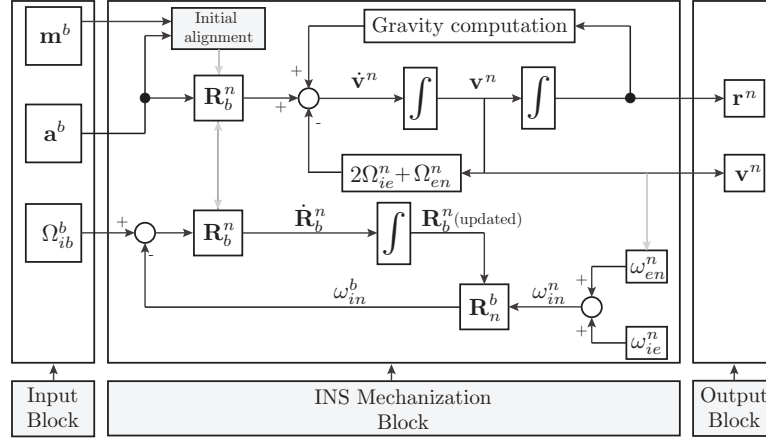 m^b
Initial
alignment
Gravity computation
+
v̇^n
v^n
∫
∫
R_b^n
+
-
r^n
a^b
2Ω_ie^n + Ω_en^n
v^n
Ω_ib^b
+
-
R_b^n
Ṙ_b^n
∫
R_b^n (updated)
ω_in^b
R_n^b
ω_in^n
+
+
ω_en^n
ω_ie^n
Input
Block
INS Mechanization
Block
Output
Block